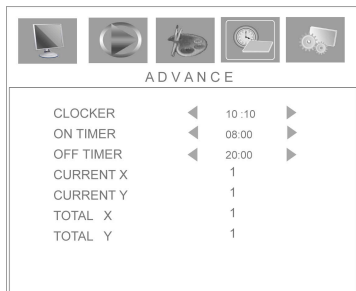 ADVANCE
CLOCKER 10 :10
ON TIMER 08:00
OFF TIMER 20:00
CURRENT X 1
CURRENT Y 1
TOTAL X 1
TOTAL Y 1